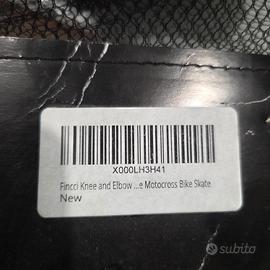 X000LH3H41
Fincci Knee and Elbow ...e Motocross Bike Skate
New
subito